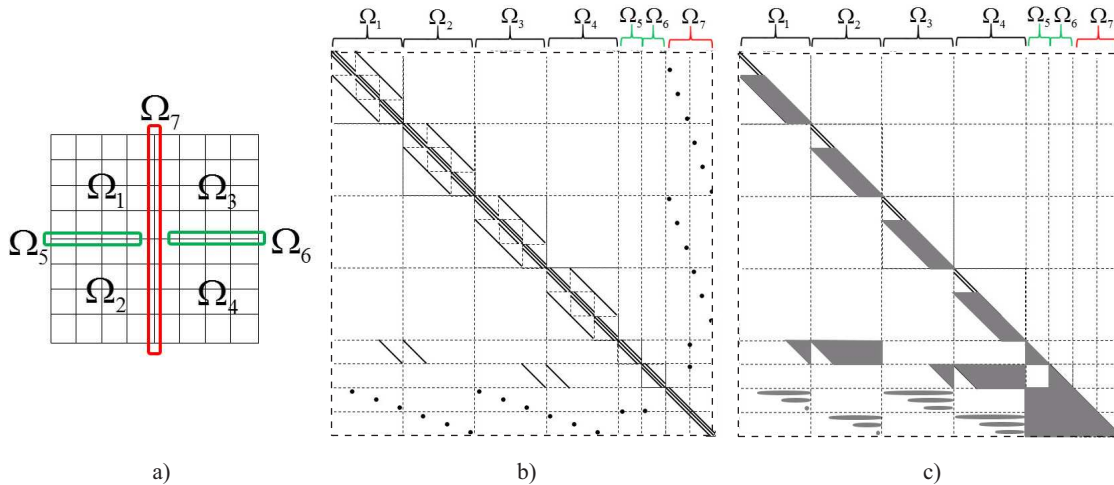 Ω₁ Ω₂ Ω₃ Ω₄ Ω₅ Ω₆ Ω₇
Ω₁ Ω₂ Ω₃ Ω₄ Ω₅ Ω₆ Ω₇
Ω₇
Ω₁ Ω₃
Ω₅ Ω₆
Ω₂ Ω₄
a) b) c)